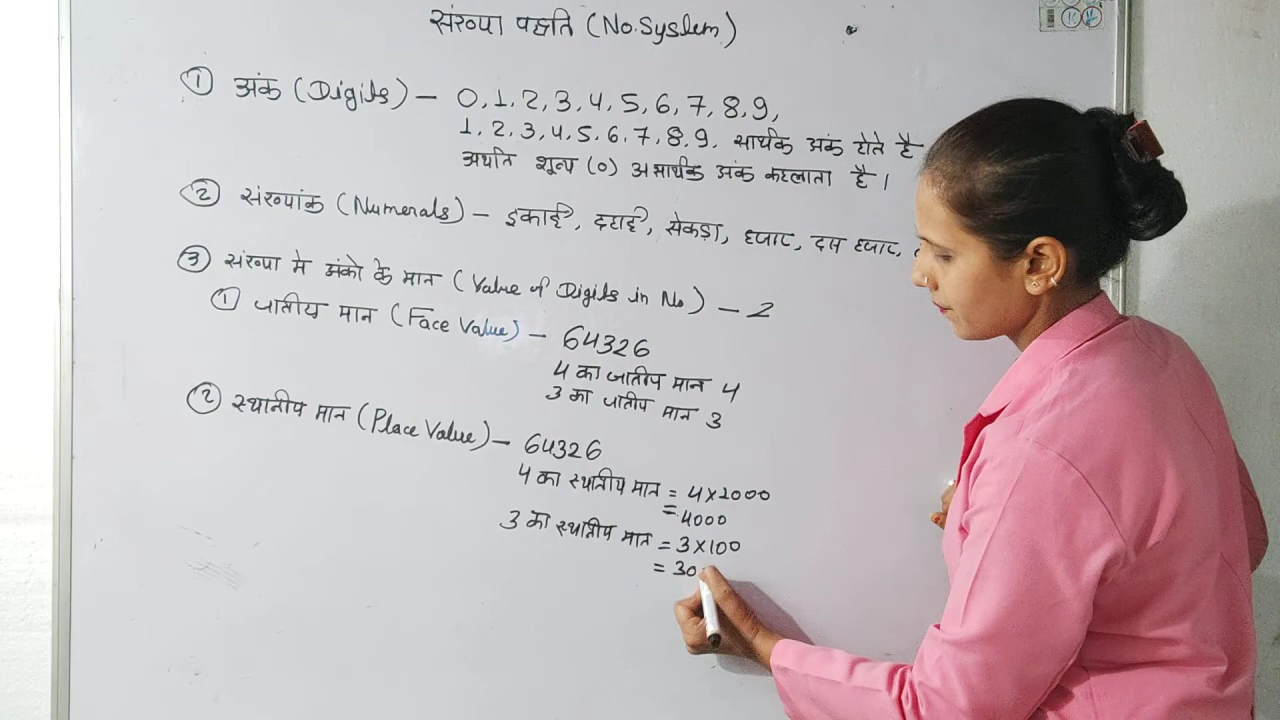 संख्या पद्धति (No. System)
① अंक (Digits) - 0, 1, 2, 3, 4, 5, 6, 7, 8, 9,
1, 2, 3, 4, 5, 6, 7, 8, 9, सार्थक अंक होते है
अर्थात शून्य (0) असार्थक अंक कहलाता है।
② संख्यांक (Numerals) - इकाई, दहाई, सेकड़ा, हजार, दस हजार,
③ संख्या मे अंको के मान (Value of Digits in No) - 2
① जातीय मान (Face Value) - 64326
4 का जातीय मान 4
3 का जातीय मान 3
② स्थानीय मान (Place Value) - 64326
4 का स्थानीय मान = 4×1000
= 4000
3 का स्थानीय मान = 3×100
= 30